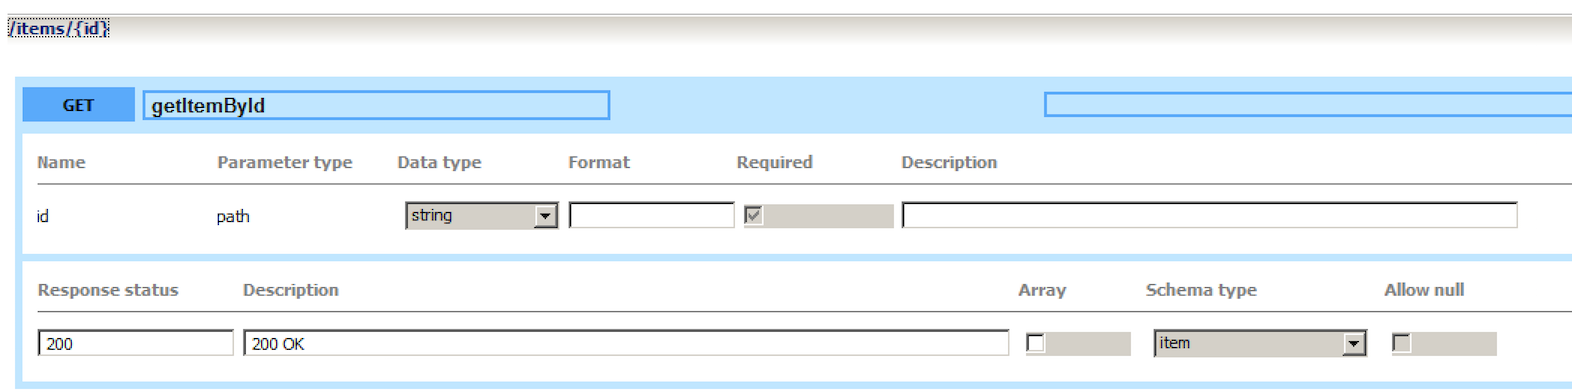 /items/{id}
GET getItemById
Name Parameter type Data type Format Required Description
id path string
Response status Description Array Schema type Allow null
200 200 OK item